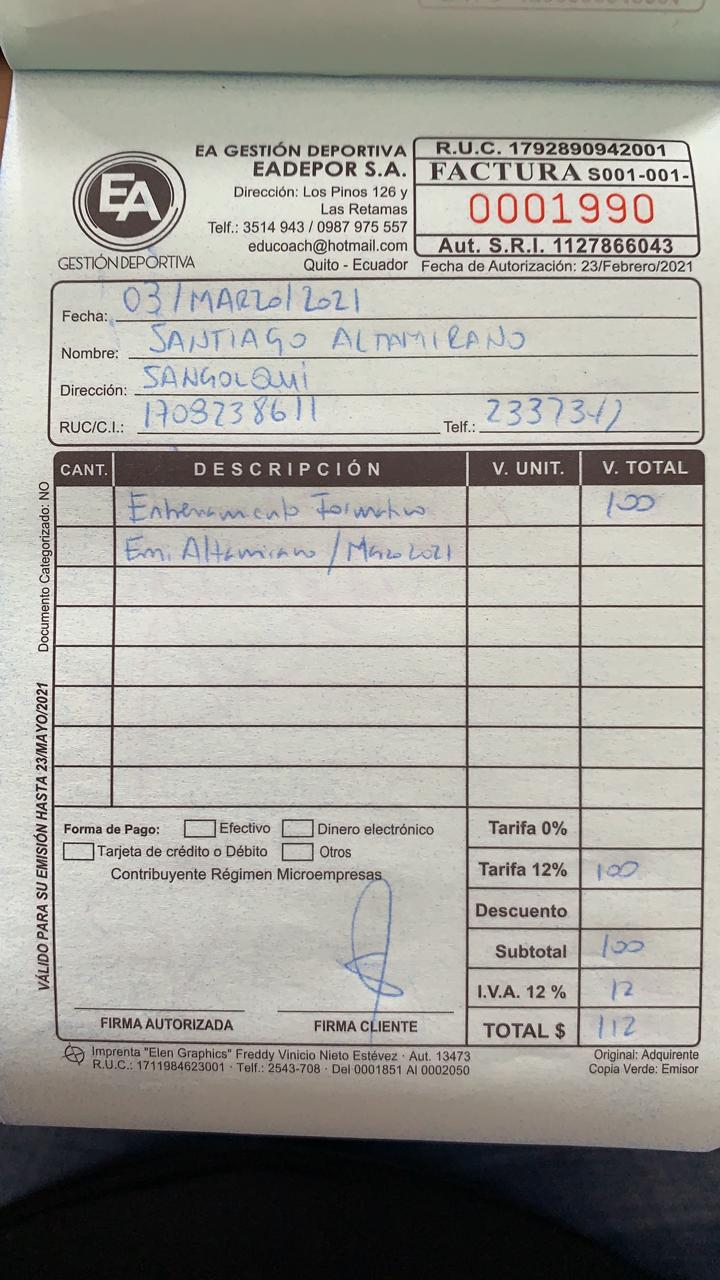 EA GESTIÓN DEPORTIVA
EADEPOR S.A.
Dirección: Los Pinos 126 y
Las Retamas
Telf.: 3514 943 / 0987 975 557
educoach@hotmail.com
Quito - Ecuador
EA
GESTIÓN DEPORTIVA
R.U.C. 1792890942001
FACTURA S001-001-
0001990
Aut. S.R.I. 1127866043
Fecha de Autorización: 23/Febrero/2021
Fecha: 03/MARZO/2021
Nombre: SANTIAGO ALTAMIRANO
Dirección: SANGOLQUI
RUC/C.I.: 1708238611 Telf.: 2337342
CANT. DESCRIPCIÓN V. UNIT. V. TOTAL
Entrenamiento Formativo 100
Emi Altamirano / Marzo 2021
Documento Categorizado: NO
VÁLIDO PARA SU EMISIÓN HASTA 23/MAYO/2021
Forma de Pago: Efectivo Dinero electrónico
Tarjeta de crédito o Débito Otros
Contribuyente Régimen Microempresas
Tarifa 0%
Tarifa 12% 100
Descuento
Subtotal 100
I.V.A. 12 % 12
TOTAL $ 112
FIRMA AUTORIZADA FIRMA CLIENTE
Imprenta "Elen Graphics" Freddy Vinicio Nieto Estévez · Aut. 13473
R.U.C.: 1711984623001 · Telf.: 2543-708 · Del 0001851 Al 0002050
Original: Adquirente
Copia Verde: Emisor